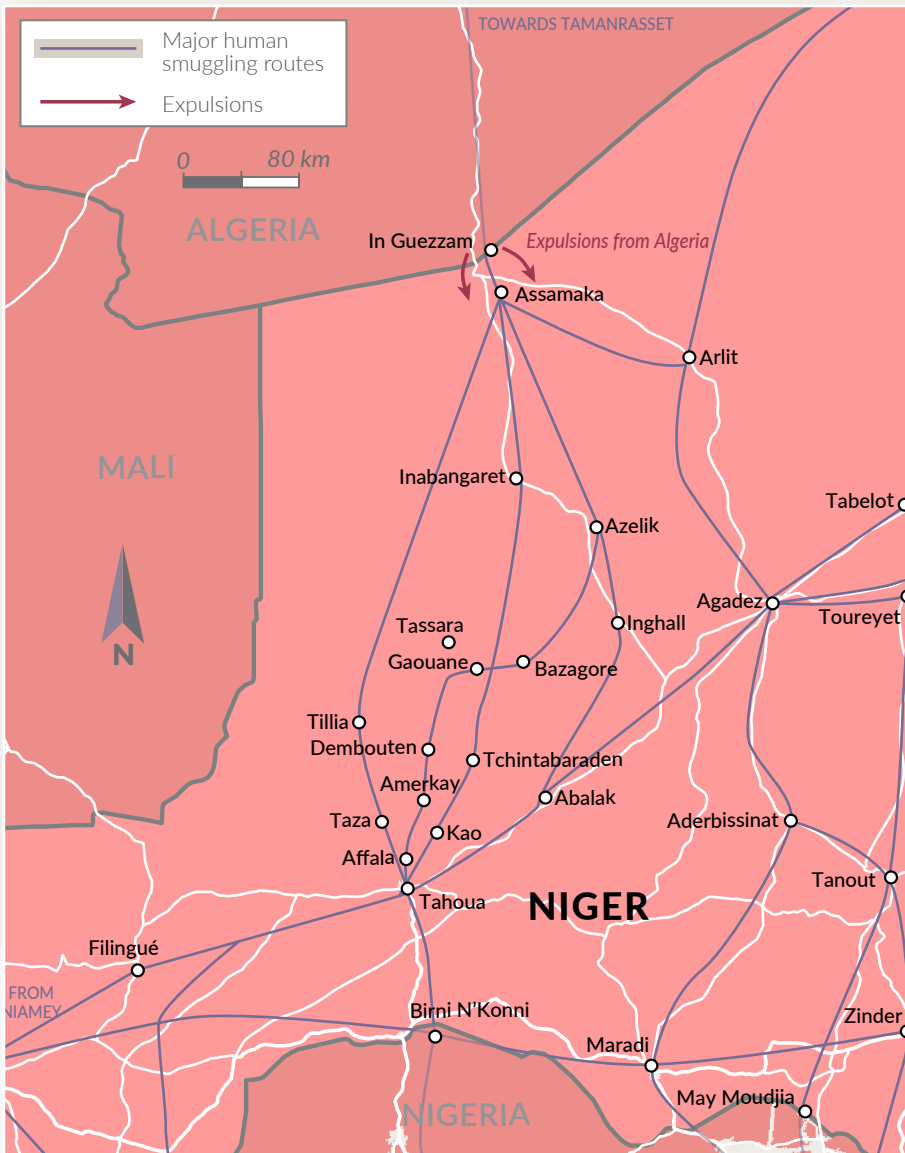 TOWARDS TAMANRASSET
Major human
smuggling routes
Expulsions
0 80 km
ALGERIA
In Guezzam
Expulsions from Algeria
Assamaka
Arlit
MALI
Inabangaret
Tabelot
Azelik
Agadez
Toureyet
Tassara
Inghall
Gaouane
Bazagore
N
Tillia
Dembouten
Tchintabaraden
Amerkay
Abalak
Taza
Kao
Aderbissinat
Affala
Tanout
Tahoua
NIGER
Filingué
FROM
NIAMEY
Birni N'Konni
Zinder
Maradi
May Moudjia
NIGERIA